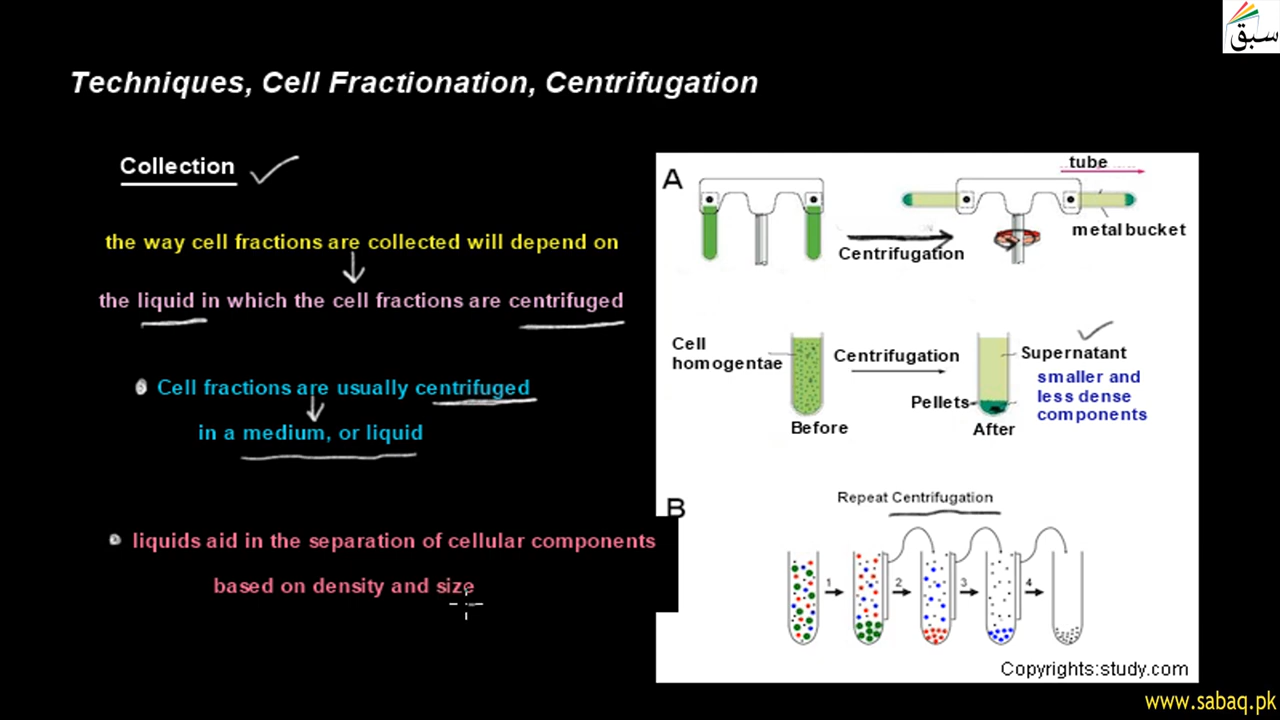 سبق
Techniques, Cell Fractionation, Centrifugation
Collection
the way cell fractions are collected will depend on
the liquid in which the cell fractions are centrifuged
Cell fractions are usually centrifuged
in a medium, or liquid
liquids aid in the separation of cellular components
based on density and size
A
tube
metal bucket
Centrifugation
Cell
homogentae
Centrifugation
Supernatant
smaller and
less dense
components
Pellets
Before
After
B
Repeat Centrifugation
1
2
3
4
Copyrights:study.com
www.sabaq.pk